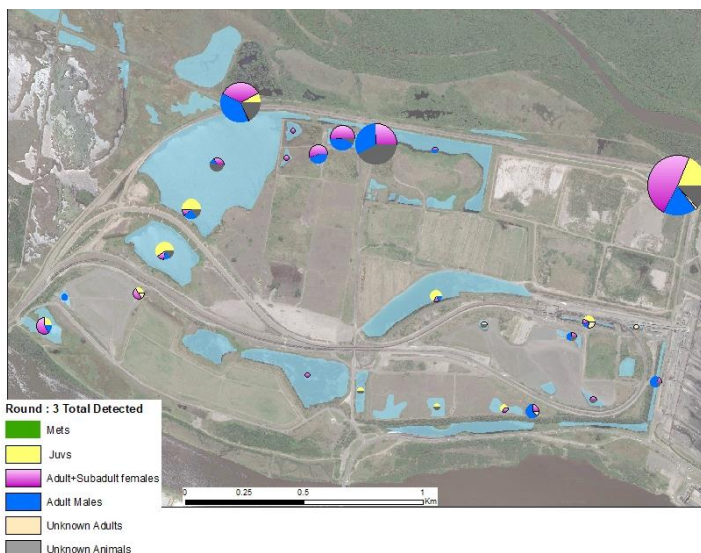 Round : 3 Total Detected
Mets
Juvs
Adult+Subadult females
Adult Males
Unknown Adults
Unknown Animals
0 0.25 0.5 1
Km